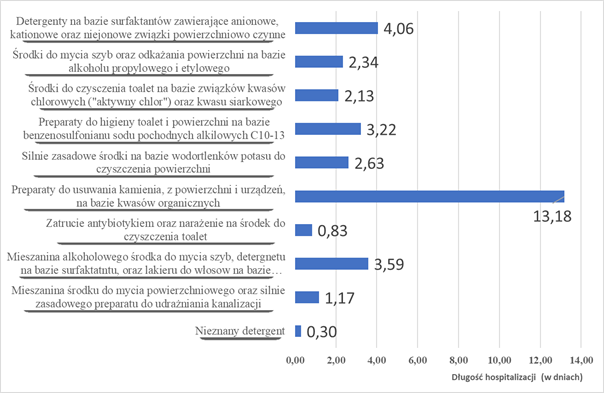 Detergenty na bazie surfaktantów zawierające anionowe,
kationowe oraz niejonowe związki powierzchniowo czynne
4,06
Środki do mycia szyb oraz odkażania powierzchni na bazie
alkoholu propylowego i etylowego
2,34
Środki do czysczenia toalet na bazie związków kwasów
chlorowych ("aktywny chlor") oraz kwasu siarkowego
2,13
Preparaty do higieny toalet i powierzchni na bazie
benzenosulfonianu sodu pochodnych alkilowych C10-13
3,22
Silnie zasadowe środki na bazie wodortlenków potasu do
czyszczenia powierzchni
2,63
Preparaty do usuwania kamienia, z powierzchni i urządzeń,
na bazie kwasów organicznych
13,18
Zatrucie antybiotykiem oraz narażenie na środek do
czyszczenia toalet
0,83
Mieszanina alkoholowego środka do mycia szyb, detergnetu
na bazie surfaktatntu, oraz lakieru do włosow na bazie…
3,59
Mieszanina środku do mycia powierzchniowego oraz silnie
zasadowego preparatu do udrażniania kanalizacji
1,17
Nieznany detergent
0,30
0,00 2,00 4,00 6,00 8,00 10,00 12,00 14,00
Długość hospitalizacji (w dniach)